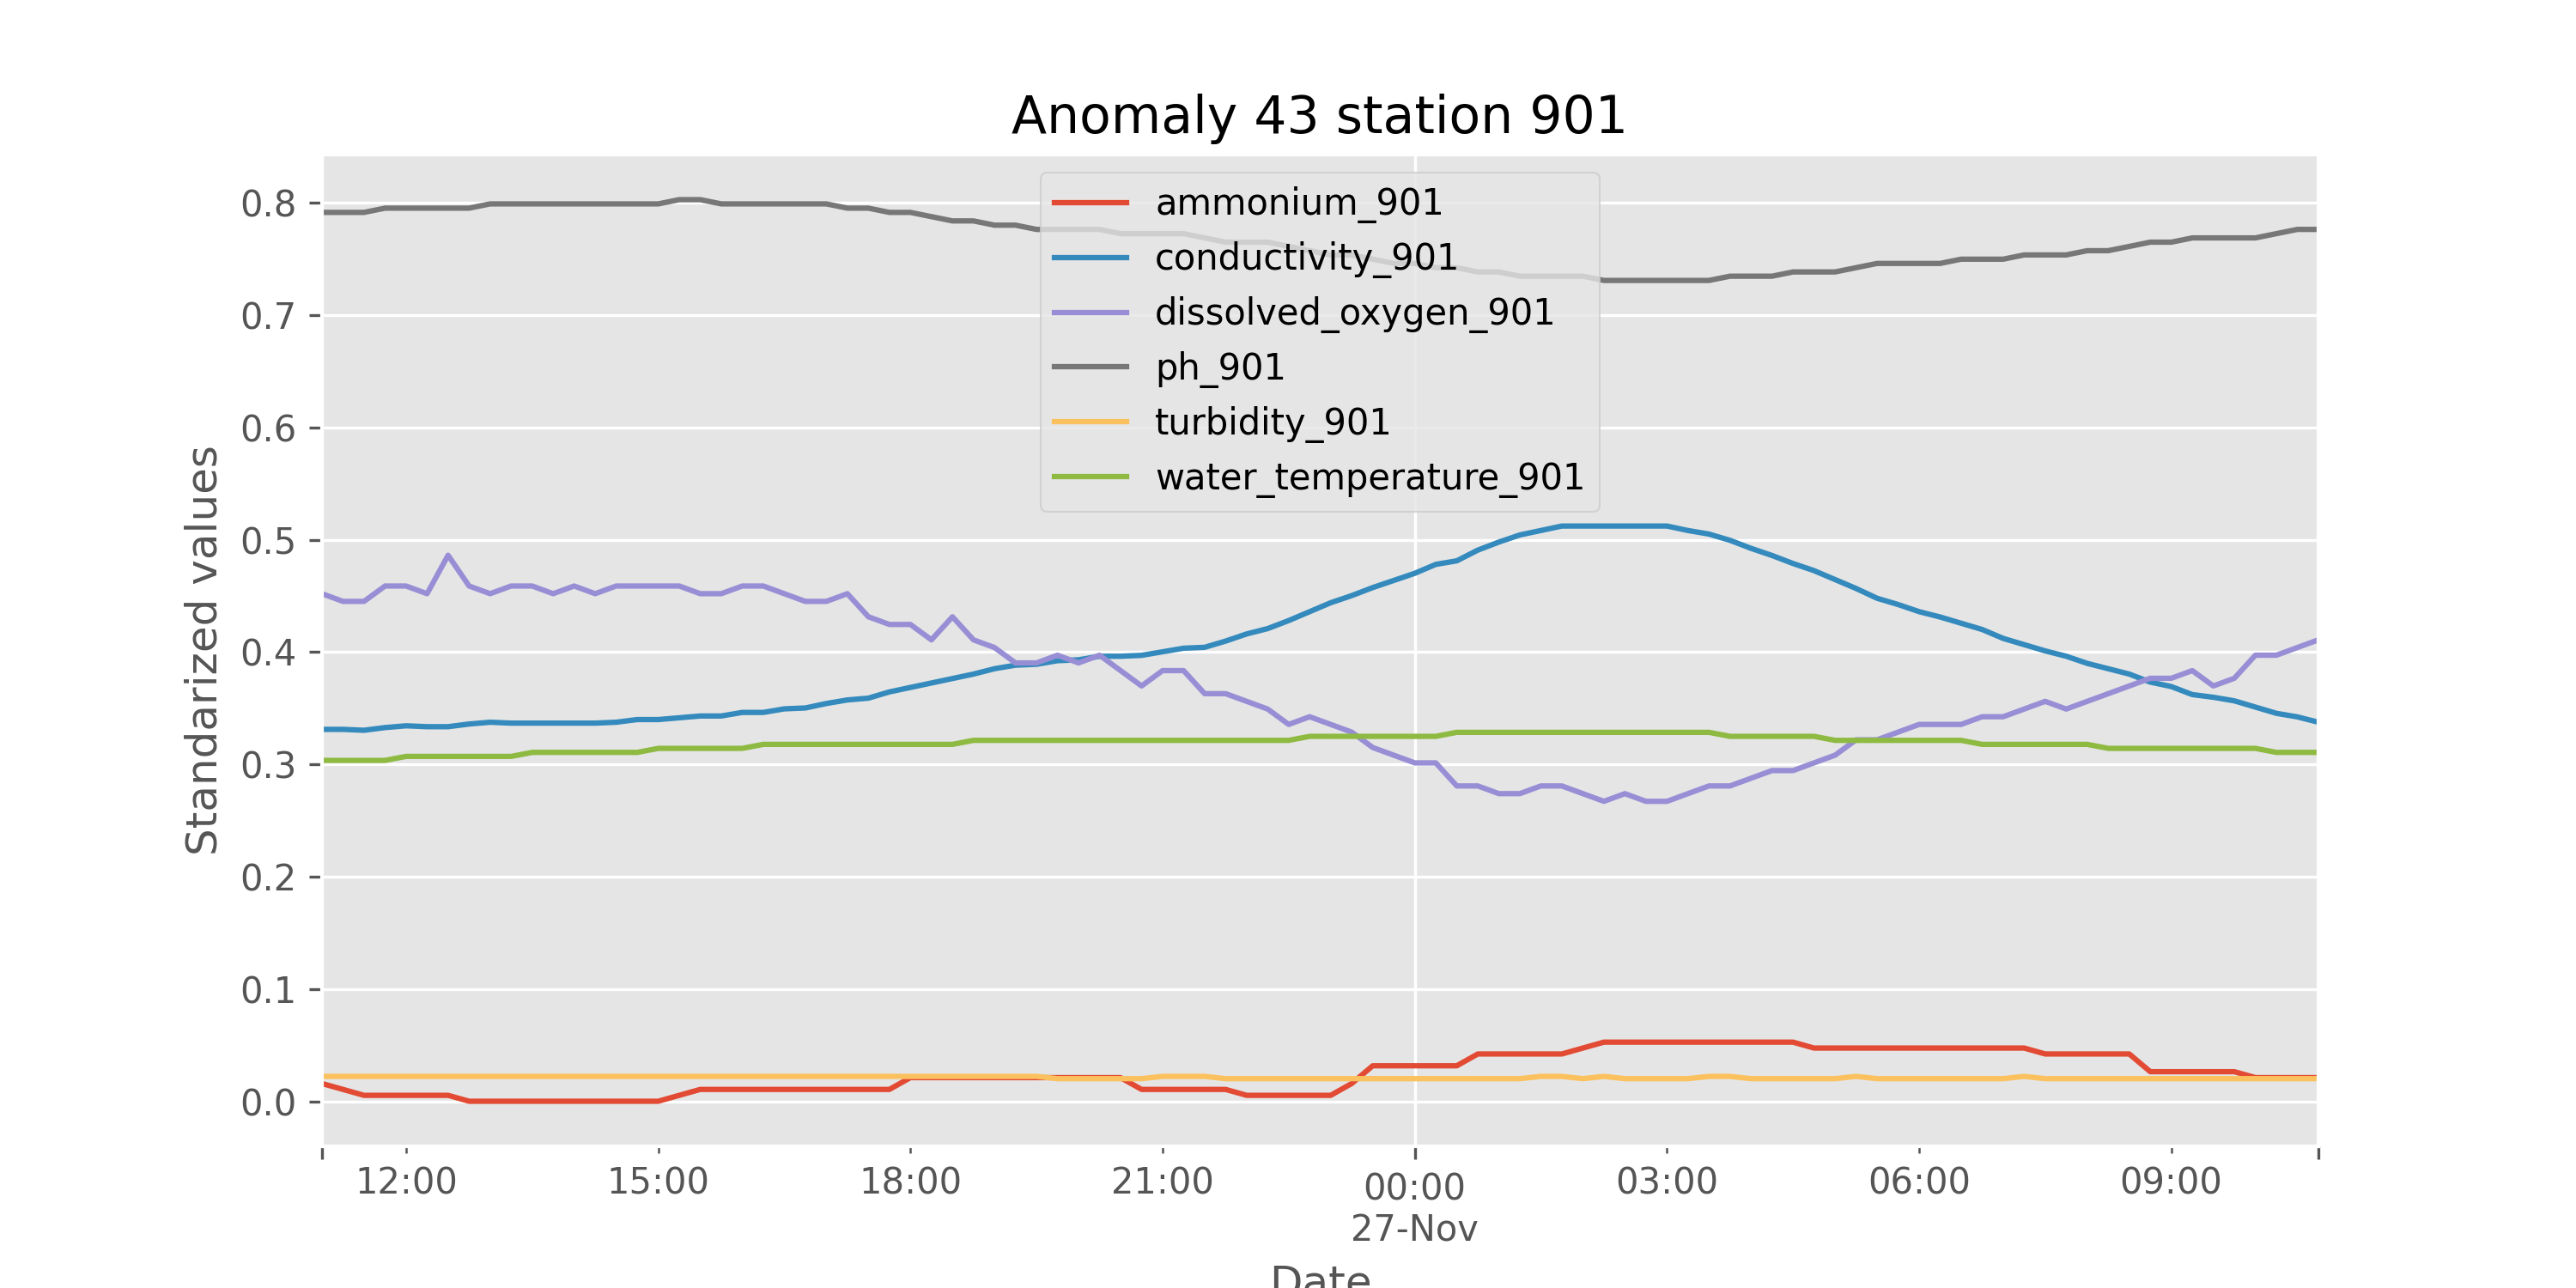 Anomaly 43 station 901
ammonium_901
conductivity_901
dissolved_oxygen_901
ph_901
turbidity_901
water_temperature_901
Standarized values
0.8
0.7
0.6
0.5
0.4
0.3
0.2
0.1
0.0
12:00 15:00 18:00 21:00 00:00 03:00 06:00 09:00
27-Nov
Date